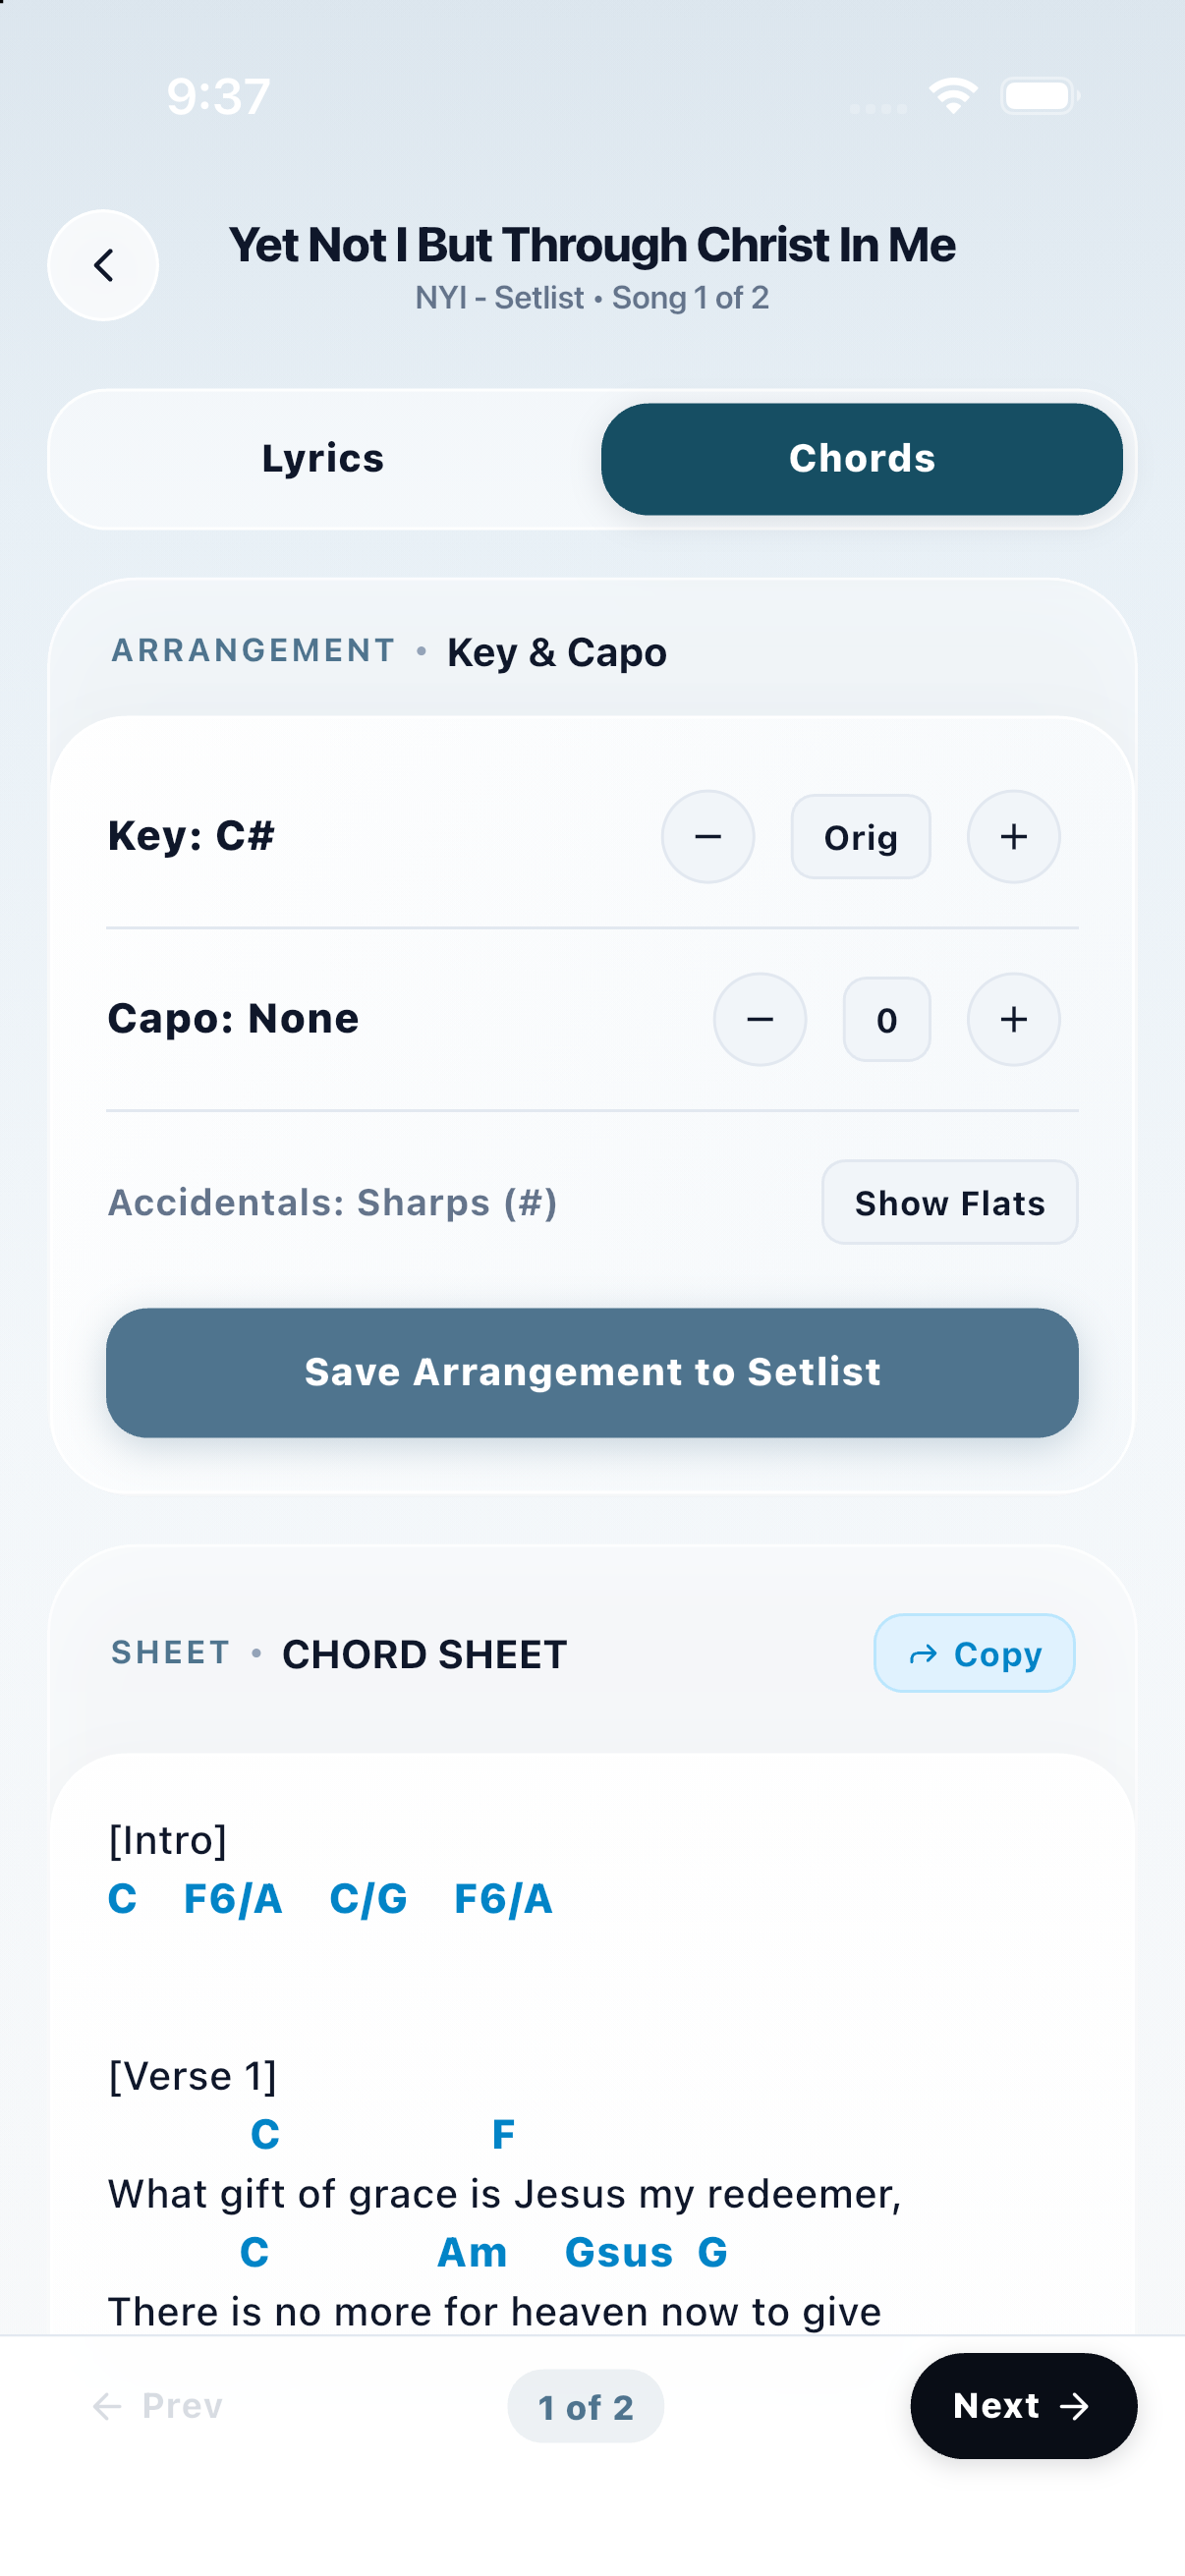 9:37
Yet Not I But Through Christ In Me
NYI - Setlist • Song 1 of 2
Lyrics
Chords
ARRANGEMENT • Key & Capo
Key: C#
Orig
Capo: None
0
Accidentals: Sharps (#)
Show Flats
Save Arrangement to Setlist
SHEET • CHORD SHEET
Copy
[Intro]
C F6/A C/G F6/A
[Verse 1]
C F
What gift of grace is Jesus my redeemer,
C Am Gsus G
There is no more for heaven now to give
Prev
1 of 2
Next